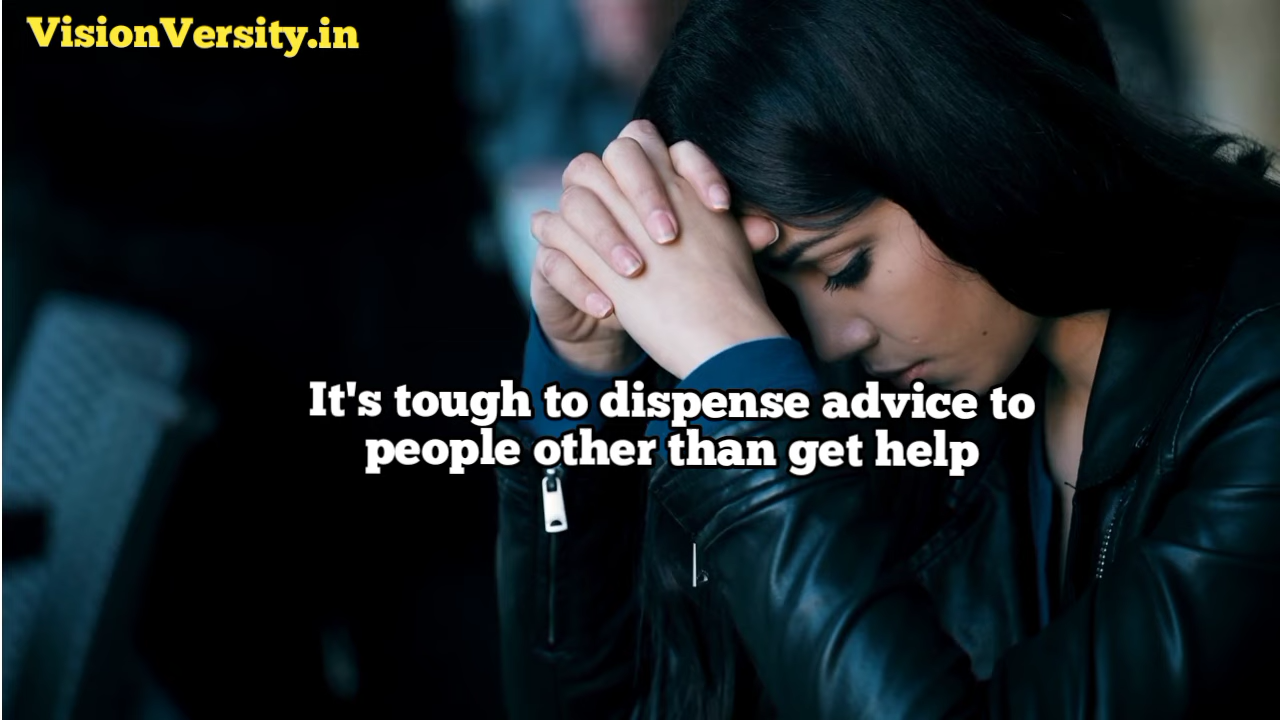 VisionVersity.in
It's tough to dispense advice to
people other than get help